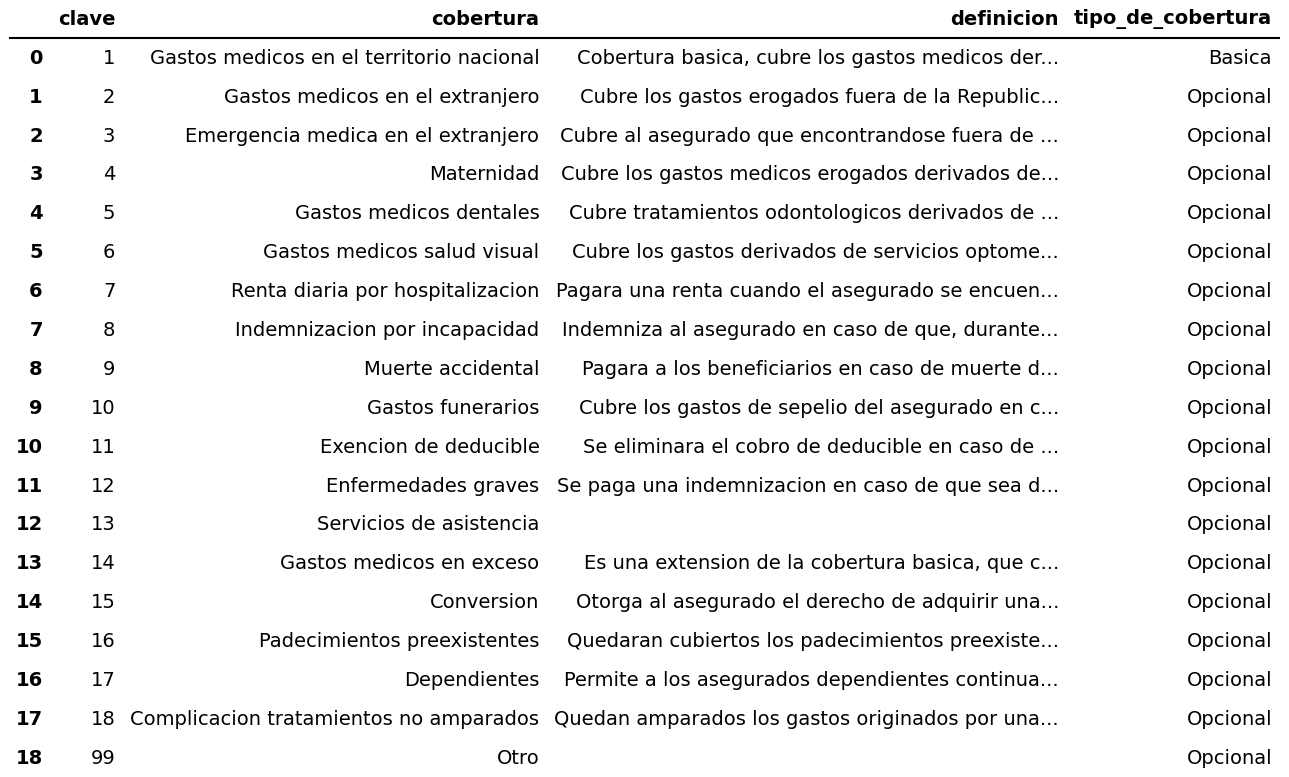 clave cobertura definicion tipo_de_cobertura
0 1 Gastos medicos en el territorio nacional Cobertura basica, cubre los gastos medicos der... Basica
1 2 Gastos medicos en el extranjero Cubre los gastos erogados fuera de la Republic... Opcional
2 3 Emergencia medica en el extranjero Cubre al asegurado que encontrandose fuera de ... Opcional
3 4 Maternidad Cubre los gastos medicos erogados derivados de... Opcional
4 5 Gastos medicos dentales Cubre tratamientos odontologicos derivados de ... Opcional
5 6 Gastos medicos salud visual Cubre los gastos derivados de servicios optome... Opcional
6 7 Renta diaria por hospitalizacion Pagara una renta cuando el asegurado se encuen... Opcional
7 8 Indemnizacion por incapacidad Indemniza al asegurado en caso de que, durante... Opcional
8 9 Muerte accidental Pagara a los beneficiarios en caso de muerte d... Opcional
9 10 Gastos funerarios Cubre los gastos de sepelio del asegurado en c... Opcional
10 11 Exencion de deducible Se eliminara el cobro de deducible en caso de ... Opcional
11 12 Enfermedades graves Se paga una indemnizacion en caso de que sea d... Opcional
12 13 Servicios de asistencia Opcional
13 14 Gastos medicos en exceso Es una extension de la cobertura basica, que c... Opcional
14 15 Conversion Otorga al asegurado el derecho de adquirir una... Opcional
15 16 Padecimientos preexistentes Quedaran cubiertos los padecimientos preexiste... Opcional
16 17 Dependientes Permite a los asegurados dependientes continua... Opcional
17 18 Complicacion tratamientos no amparados Quedan amparados los gastos originados por una... Opcional
18 99 Otro Opcional